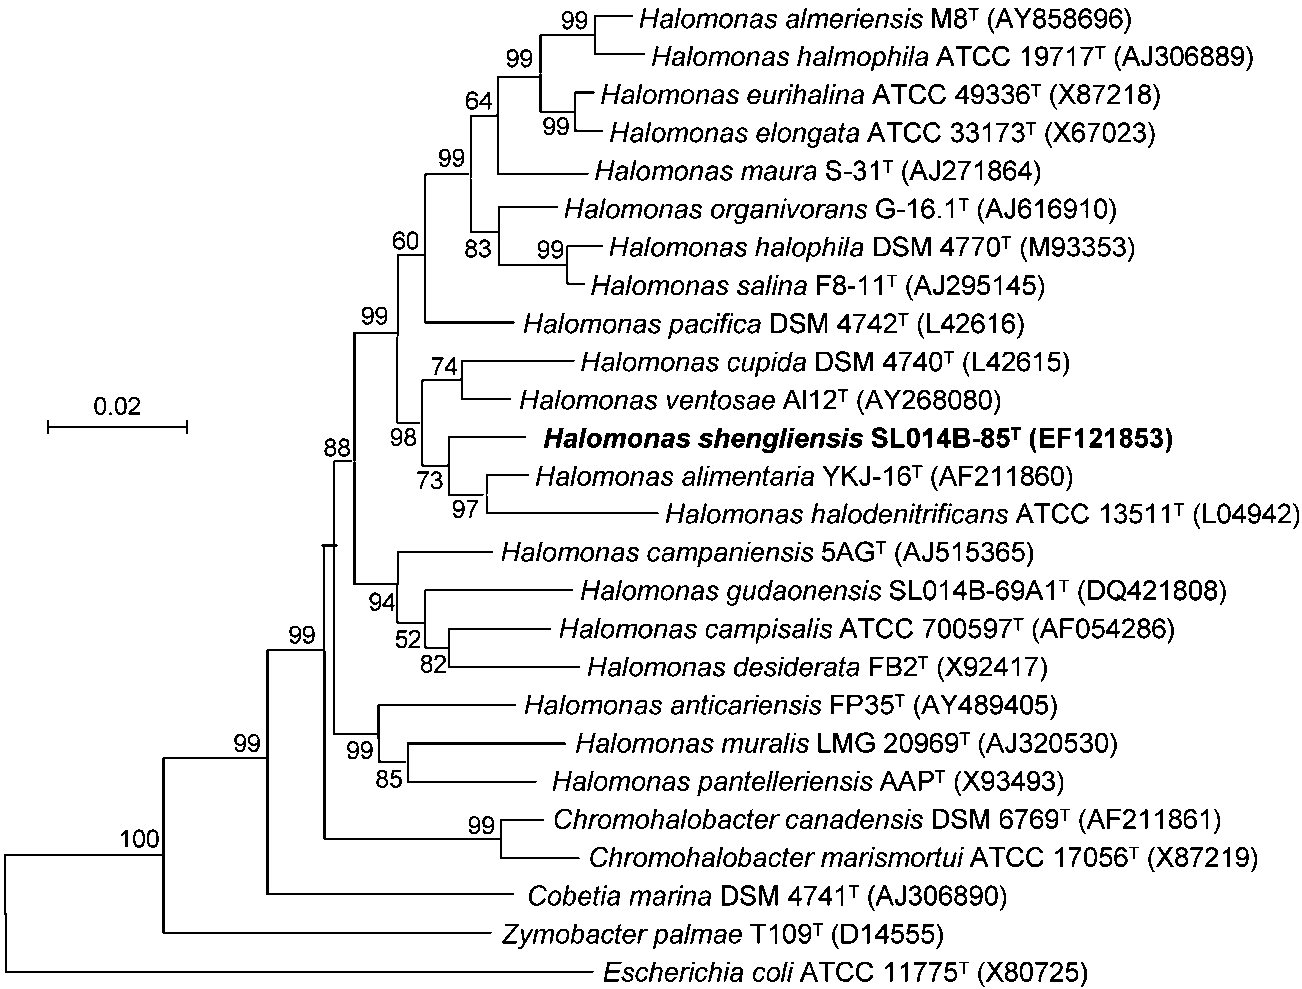 99 Halomonas almeriensis M8ᵀ (AY858696)
99 Halomonas halmophila ATCC 19717ᵀ (AJ306889)
64 Halomonas eurihalina ATCC 49336ᵀ (X87218)
99 Halomonas elongata ATCC 33173ᵀ (X67023)
99 Halomonas maura S-31ᵀ (AJ271864)
Halomonas organivorans G-16.1ᵀ (AJ616910)
60 83 99 Halomonas halophila DSM 4770ᵀ (M93353)
Halomonas salina F8-11ᵀ (AJ295145)
99 Halomonas pacifica DSM 4742ᵀ (L42616)
74 Halomonas cupida DSM 4740ᵀ (L42615)
0.02 Halomonas ventosae Al12ᵀ (AY268080)
88 98 Halomonas shengliensis SL014B-85ᵀ (EF121853)
73 Halomonas alimentaria YKJ-16ᵀ (AF211860)
97 Halomonas halodenitrificans ATCC 13511ᵀ (L04942)
Halomonas campaniensis 5AGᵀ (AJ515365)
94 Halomonas gudaonensis SL014B-69A1ᵀ (DQ421808)
99 52 Halomonas campisalis ATCC 700597ᵀ (AF054286)
82 Halomonas desiderata FB2ᵀ (X92417)
Halomonas anticariensis FP35ᵀ (AY489405)
99 99 Halomonas muralis LMG 20969ᵀ (AJ320530)
85 Halomonas pantelleriensis AAPᵀ (X93493)
100 99 Chromohalobacter canadensis DSM 6769ᵀ (AF211861)
Chromohalobacter marismortui ATCC 17056ᵀ (X87219)
Cobetia marina DSM 4741ᵀ (AJ306890)
Zymobacter palmae T109ᵀ (D14555)
Escherichia coli ATCC 11775ᵀ (X80725)